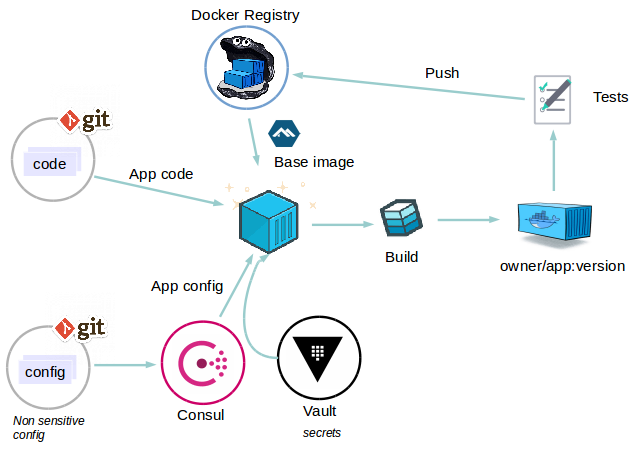 Docker Registry
Push
Tests
git
code
Base image
App code
Build
owner/app:version
App config
git
config
Consul
Vault
Non sensitive
config
secrets